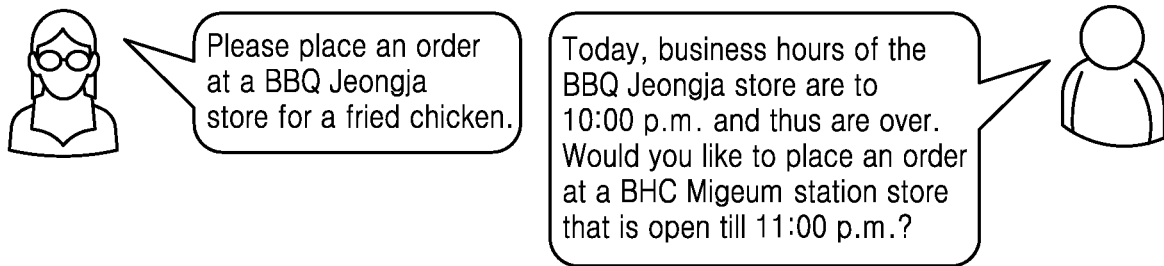 Please place an order
at a BBQ Jeongja
store for a fried chicken.
Today, business hours of the
BBQ Jeongja store are to
10:00 p.m. and thus are over.
Would you like to place an order
at a BHC Migeum station store
that is open till 11:00 p.m.?